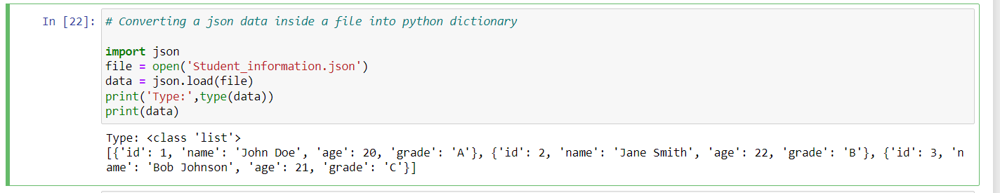 In [22]: # Converting a json data inside a file into python dictionary
import json
file = open('Student_information.json')
data = json.load(file)
print('Type:',type(data))
print(data)
Type: <class 'list'>
[{'id': 1, 'name': 'John Doe', 'age': 20, 'grade': 'A'}, {'id': 2, 'name': 'Jane Smith', 'age': 22, 'grade': 'B'}, {'id': 3, 'n
ame': 'Bob Johnson', 'age': 21, 'grade': 'C'}]